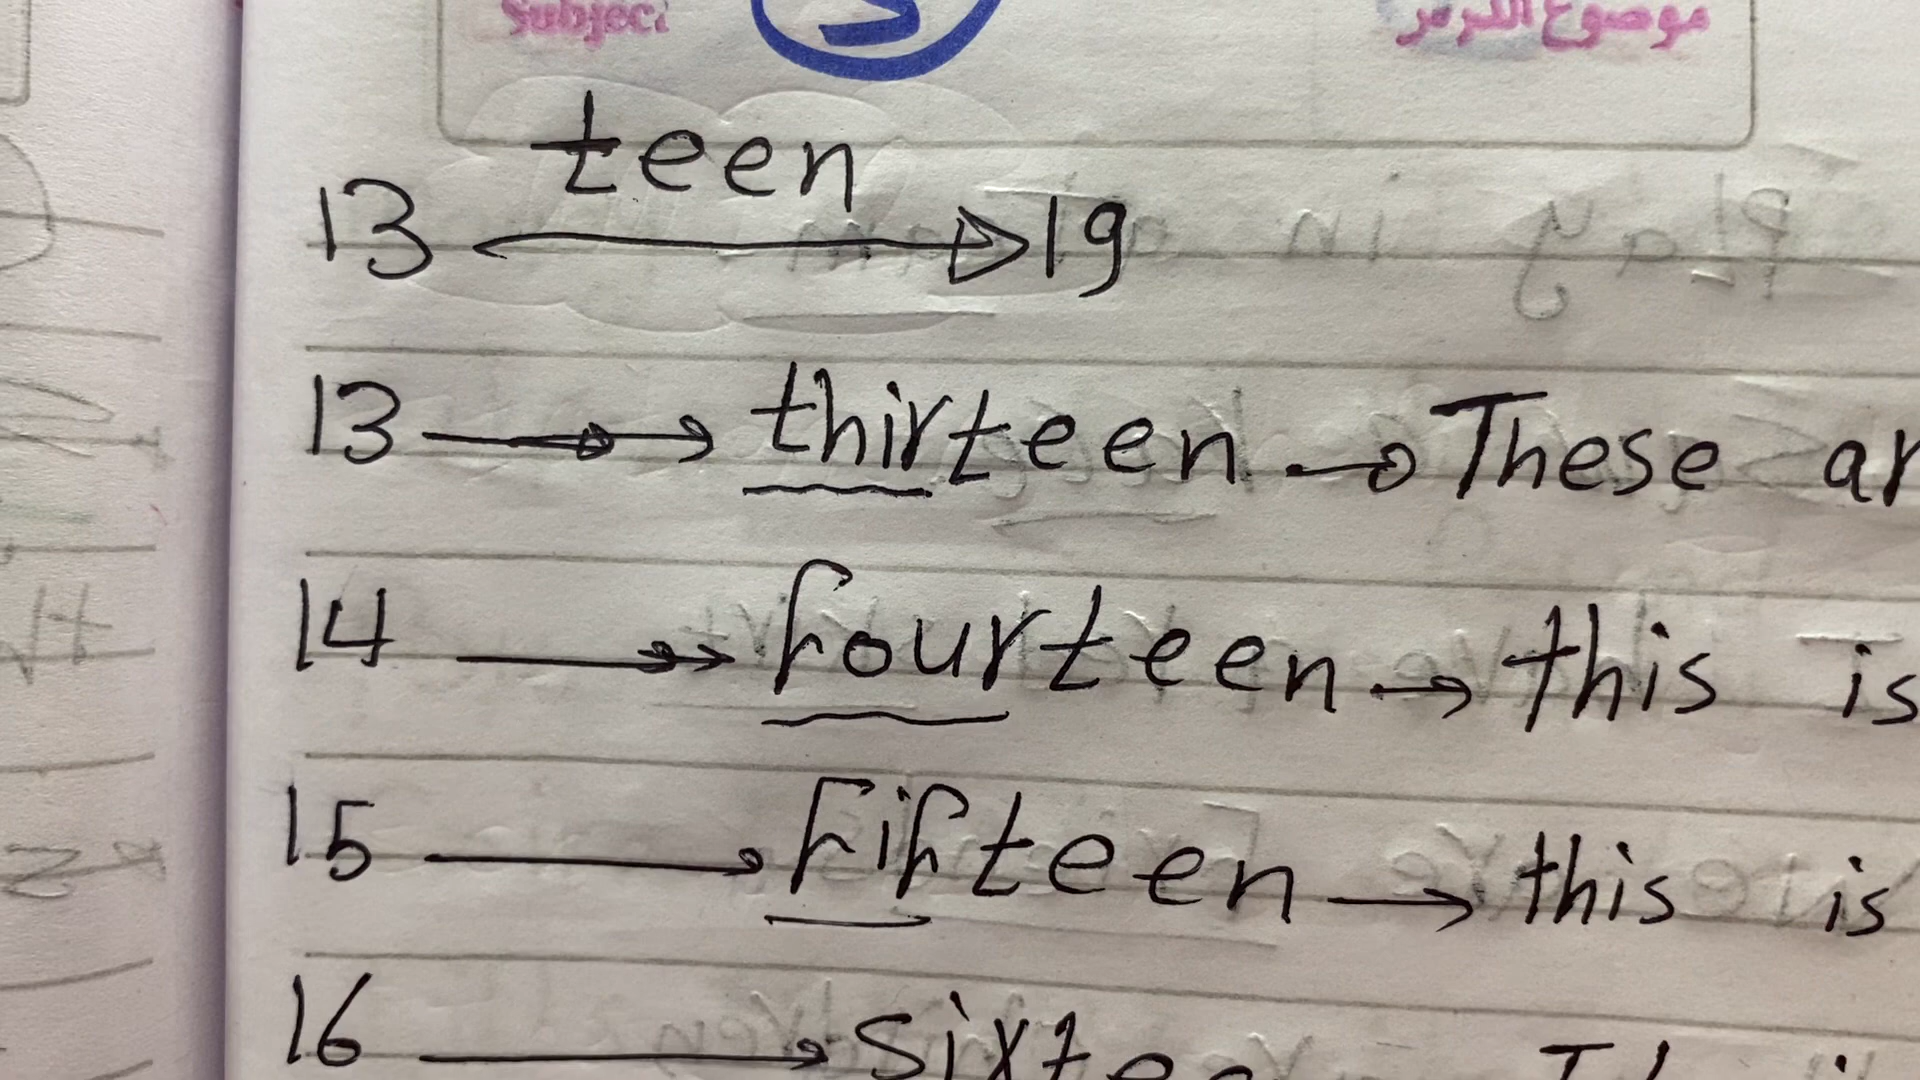 Subject موضوع الدرس
teen
13 → 19
13 → thirteen → These ar
14 → fourteen → this is
15 → fifteen → this is
16 → sixtee